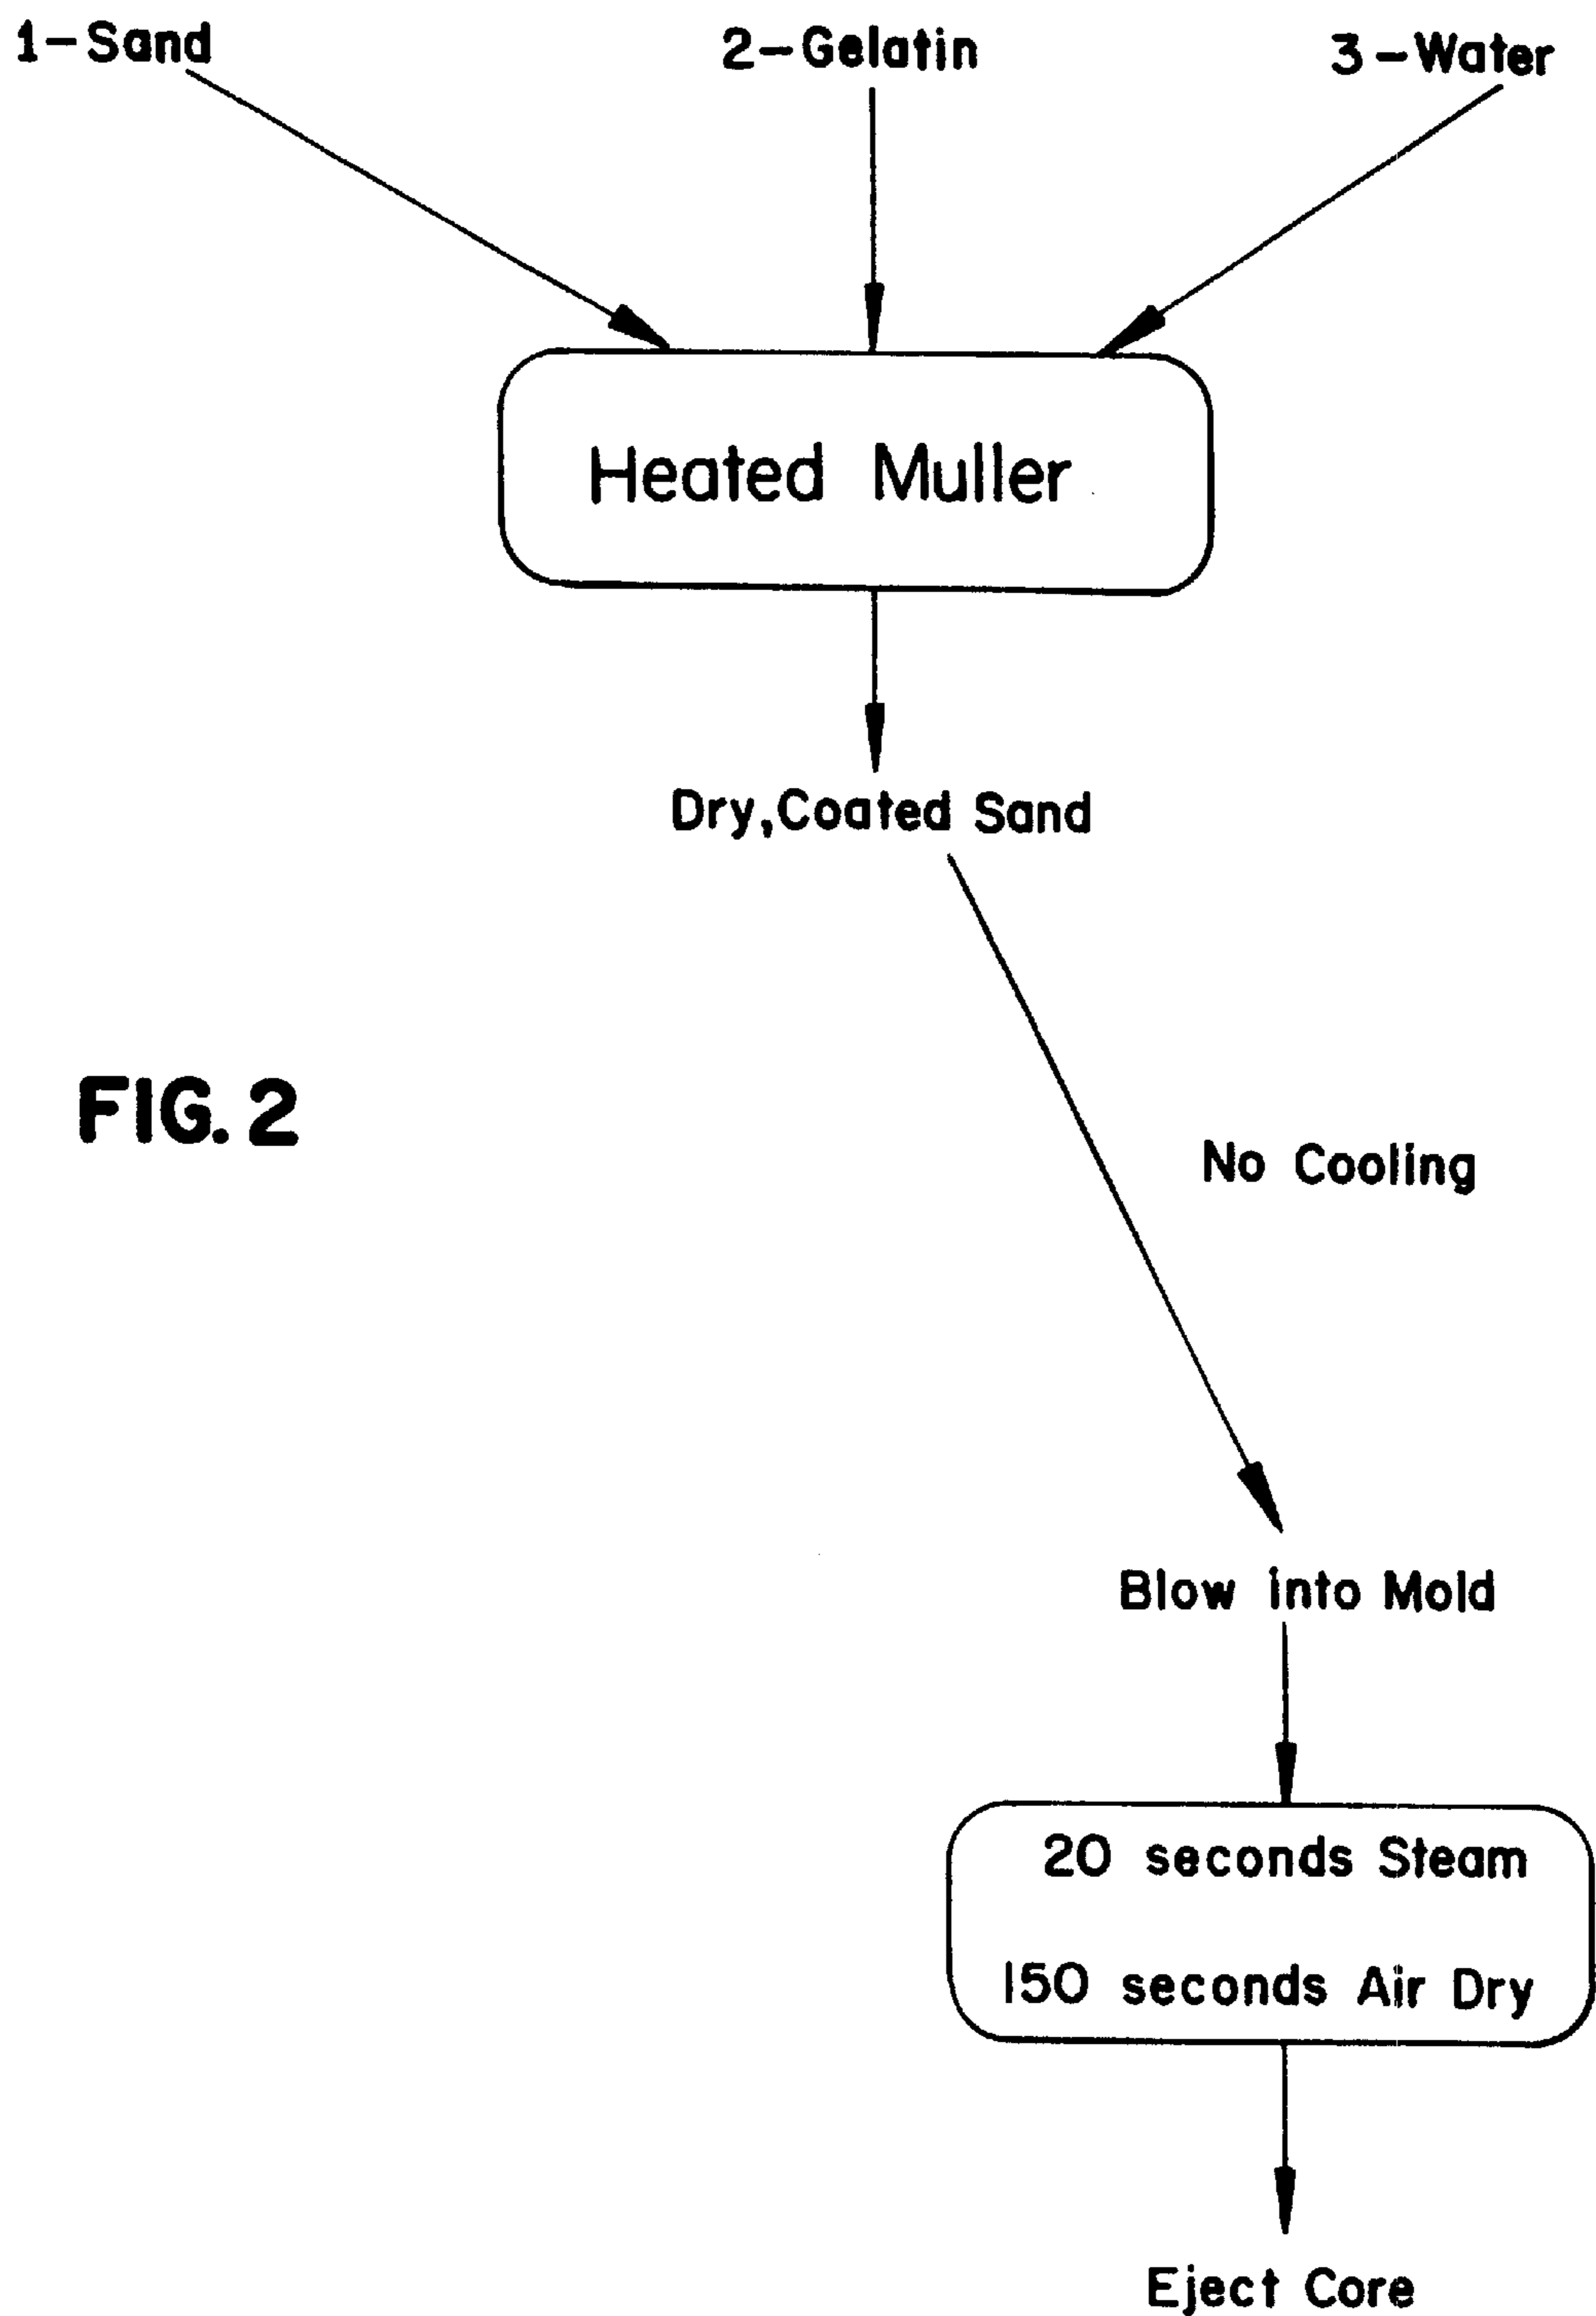 1-Sand
2-Gelatin
3-Water
Heated Muller
Dry, Coated Sand
FIG. 2
No Cooling
Blow into Mold
20 seconds Steam
150 seconds Air Dry
Eject Core